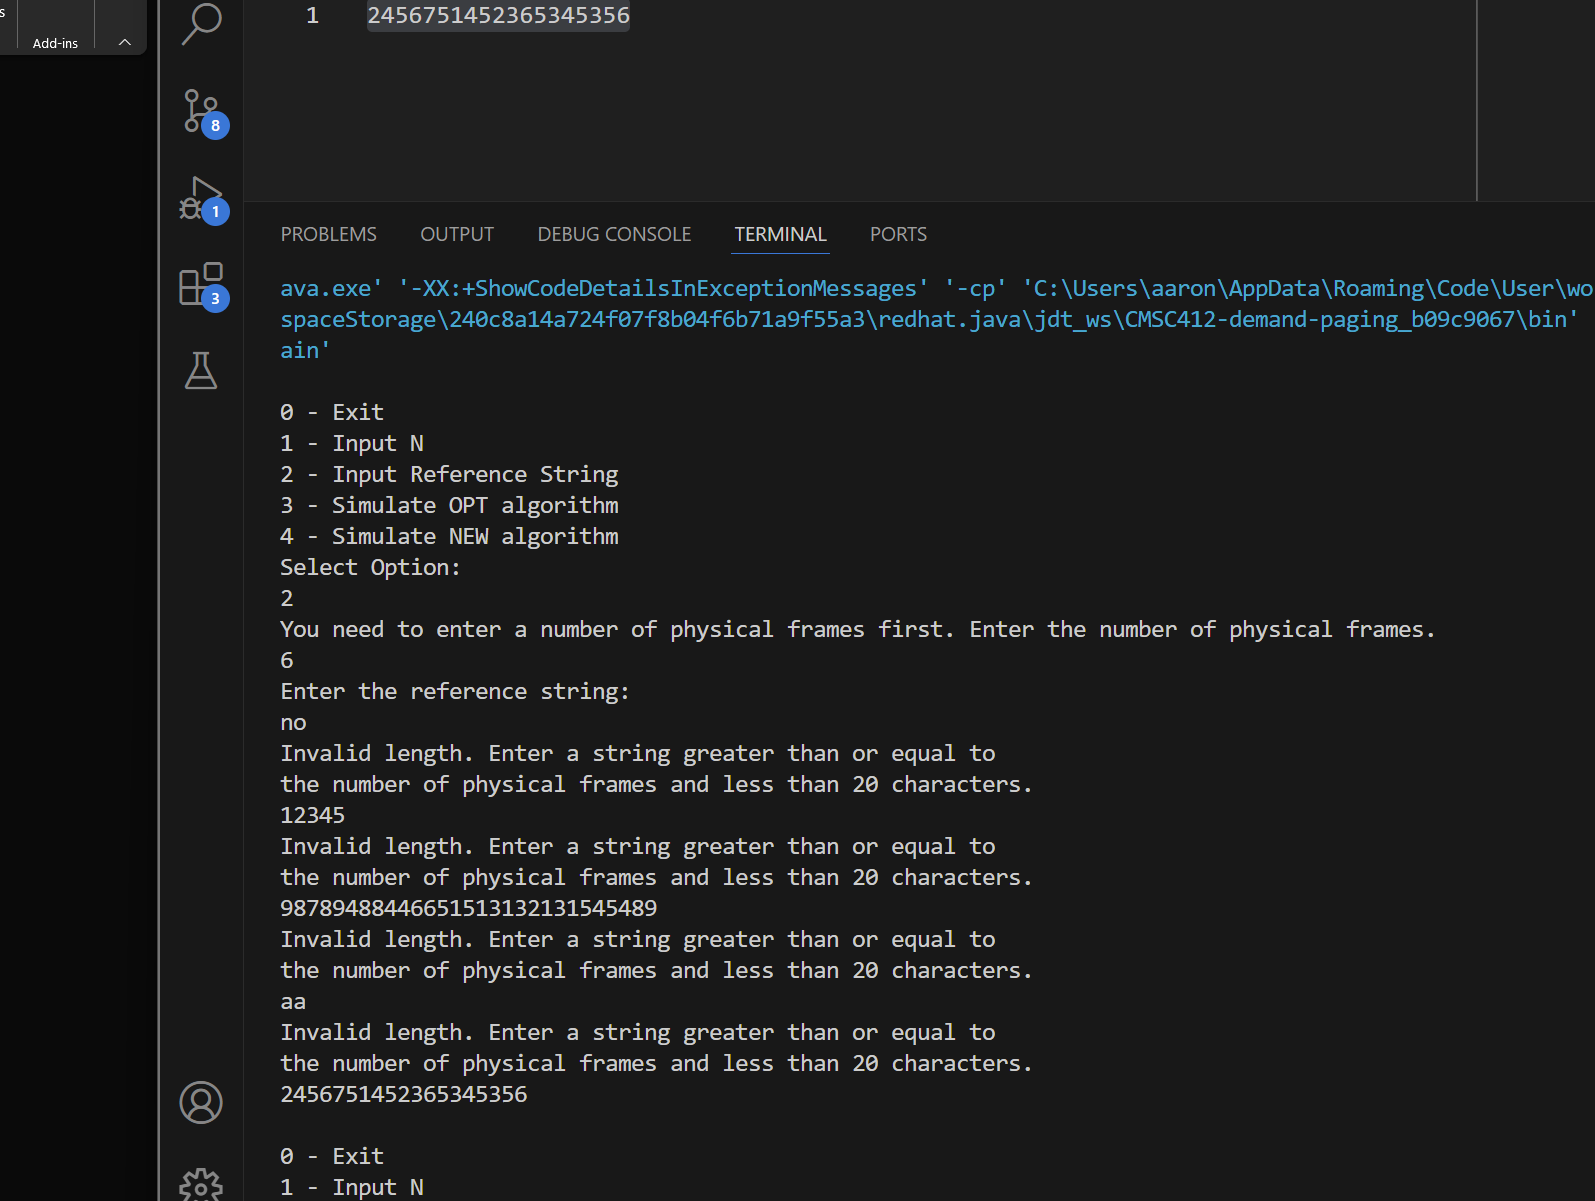 s
Add-ins
1 2456751452365345356
8
1
3
PROBLEMS OUTPUT DEBUG CONSOLE TERMINAL PORTS
ava.exe' '-XX:+ShowCodeDetailsInExceptionMessages' '-cp' 'C:\Users\aaron\AppData\Roaming\Code\User\wo
spaceStorage\240c8a14a724f07f8b04f6b71a9f55a3\redhat.java\jdt_ws\CMSC412-demand-paging_b09c9067\bin'
ain'
0 - Exit
1 - Input N
2 - Input Reference String
3 - Simulate OPT algorithm
4 - Simulate NEW algorithm
Select Option:
2
You need to enter a number of physical frames first. Enter the number of physical frames.
6
Enter the reference string:
no
Invalid length. Enter a string greater than or equal to
the number of physical frames and less than 20 characters.
12345
Invalid length. Enter a string greater than or equal to
the number of physical frames and less than 20 characters.
98789488446651513132131545489
Invalid length. Enter a string greater than or equal to
the number of physical frames and less than 20 characters.
aa
Invalid length. Enter a string greater than or equal to
the number of physical frames and less than 20 characters.
2456751452365345356
0 - Exit
1 - Input N